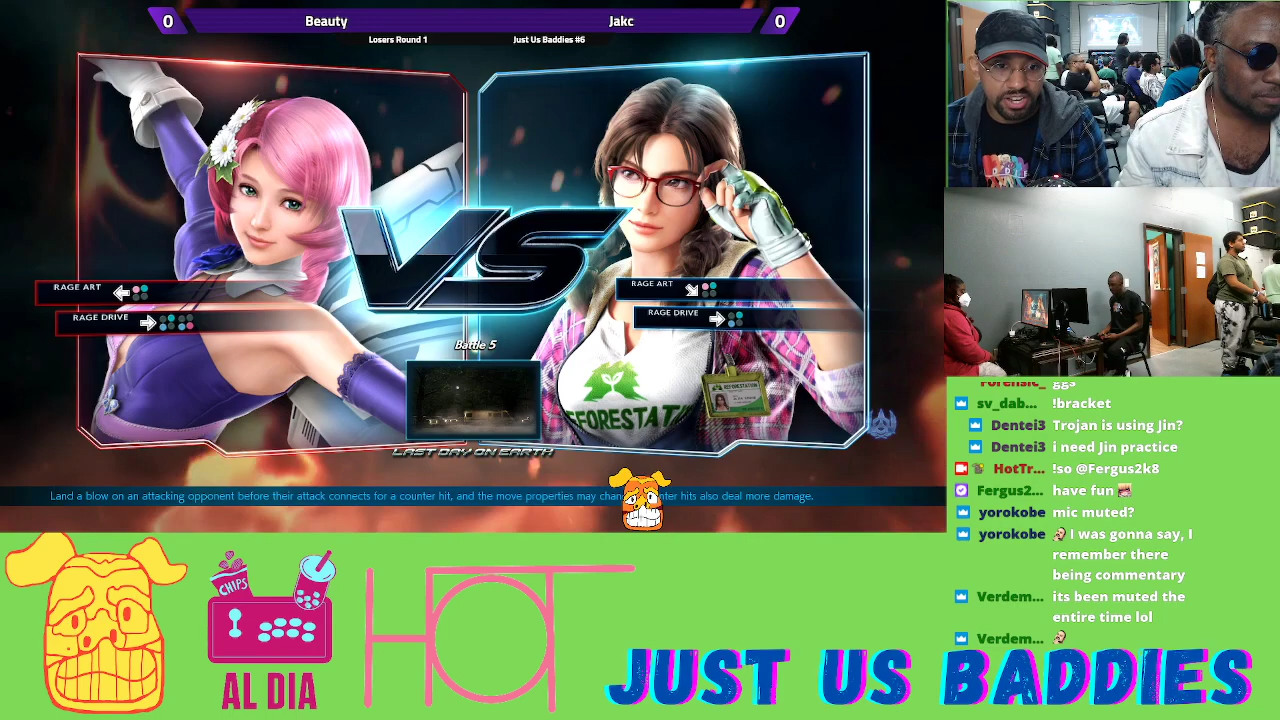 0
Beauty
Jakc
0
Losers Round 1
Just Us Baddies #6
VS
RAGE ART
RAGE DRIVE
RAGE ART
RAGE DRIVE
Battle 5
REFORESTATION
EFORESTATI
LAST DAY ON EARTH
Land a blow on an attacking opponent before their attack connects for a counter hit, and the move properties may chan nter hits also deal more damage.
Forensic_ ggs
sv_dab... !bracket
Dentei3 Trojan is using Jin?
Dentei3 i need Jin practice
HotTr... !so @Fergus2k8
Fergus2... have fun
yorokobe mic muted?
yorokobe I was gonna say, I
remember there
being commentary
Verdem... its been muted the
entire time lol
Verdem...
CHIPS
AL DIA
HOT
JUST US BADDIES